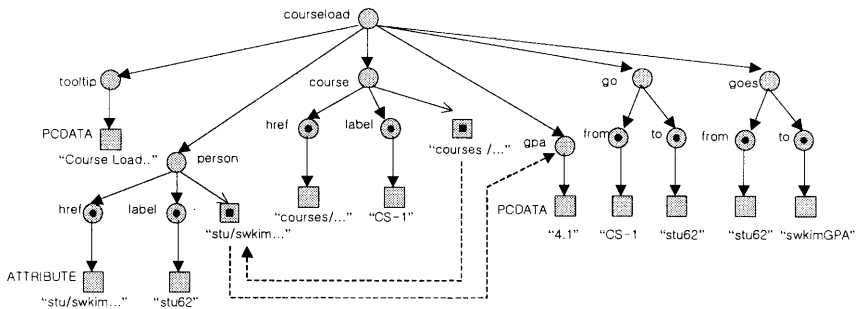 courseload
tooltip
course
go
goes
PCDATA
"Course Load.."
person
href
label
"courses /..."
gpa
from
to
from
to
href
label
"stu/swkim..."
"courses/..."
"CS-1"
PCDATA
"4.1"
"CS-1
"stu62"
"stu62"
"swkimGPA"
ATTRIBUTE
"stu/swkim..."
"stu62"